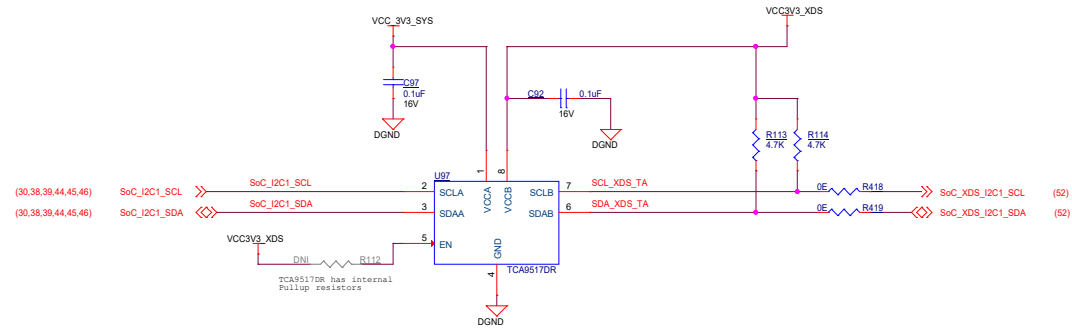 VCC_3V3_SYS
VCC3V3_XDS
C97
0.1uF
16V
C92
0.1uF
16V
DGND
DGND
R113
4.7K
R114
4.7K
U97
1
8
VCCA
VCCB
(30,38,39,44,45,46) SoC_I2C1_SCL SoC_I2C1_SCL 2 SCLA SCLB 7 SCL_XDS_TA 0E R418 SoC_XDS_I2C1_SCL (52)
(30,38,39,44,45,46) SoC_I2C1_SDA SoC_I2C1_SDA 3 SDAA SDAB 6 SDA_XDS_TA 0E R419 SoC_XDS_I2C1_SDA (52)
VCC3V3_XDS
5 EN
GND
DNI R112
4
TCA9517DR
TCA9517DR has internal
Pullup resistors
DGND